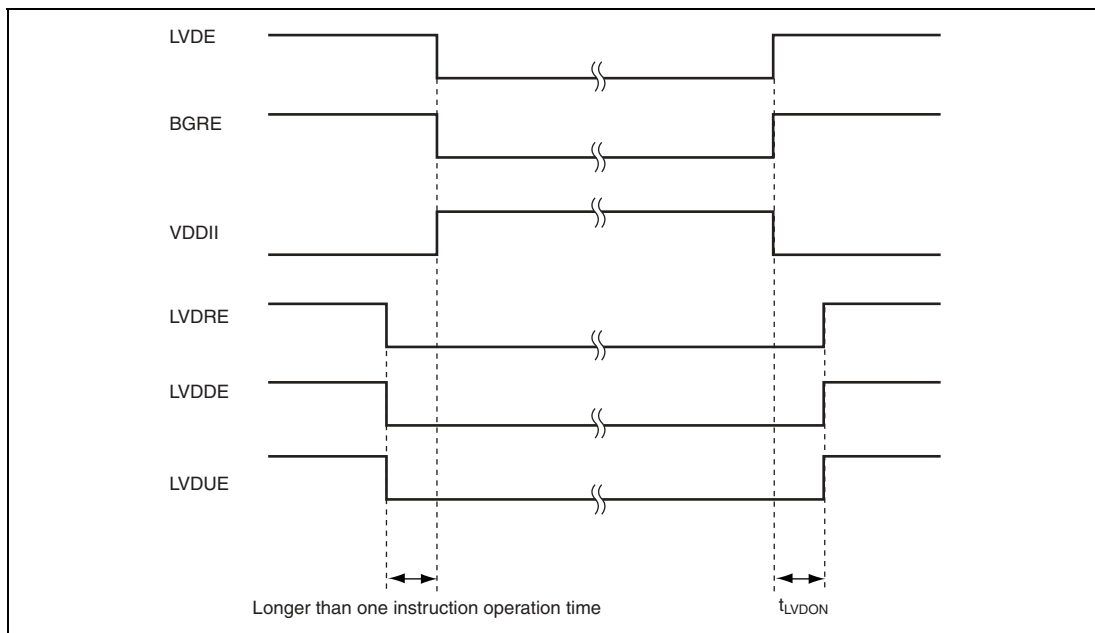 LVDE
BGRE
VDDII
LVDRE
LVDDE
LVDUE
Longer than one instruction operation time
tLVDON